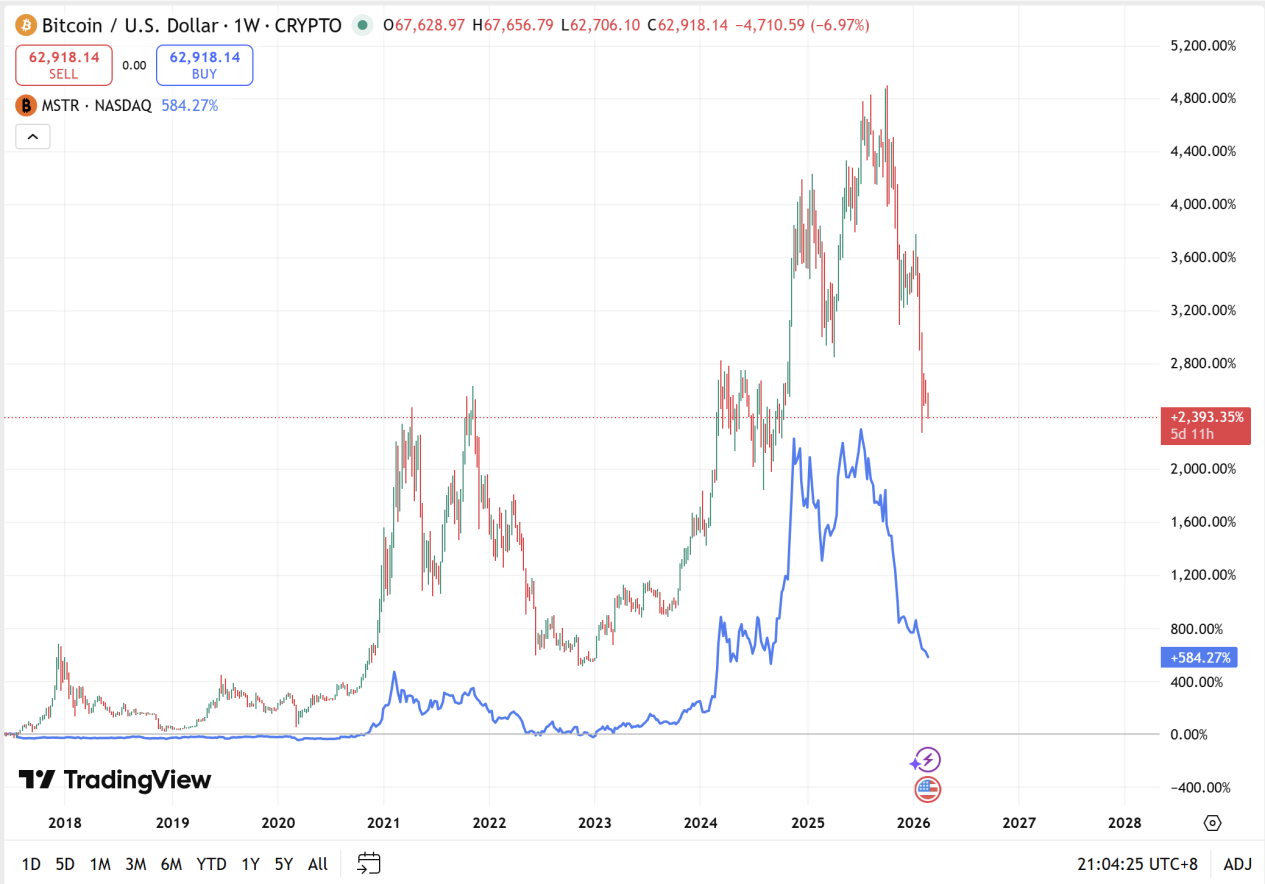 Bitcoin / U.S. Dollar · 1W · CRYPTO O67,628.97 H67,656.79 L62,706.10 C62,918.14 −4,710.59 (−6.97%)
62,918.14 SELL 0.00 62,918.14 BUY
MSTR · NASDAQ 584.27%
5,200.00%
4,800.00%
4,400.00%
4,000.00%
3,600.00%
3,200.00%
2,800.00%
+2,393.35%
5d 11h
2,000.00%
1,600.00%
1,200.00%
800.00%
+584.27%
400.00%
0.00%
−400.00%
TradingView
2018 2019 2020 2021 2022 2023 2024 2025 2026 2027 2028
1D 5D 1M 3M 6M YTD 1Y 5Y All 21:04:25 UTC+8 ADJ